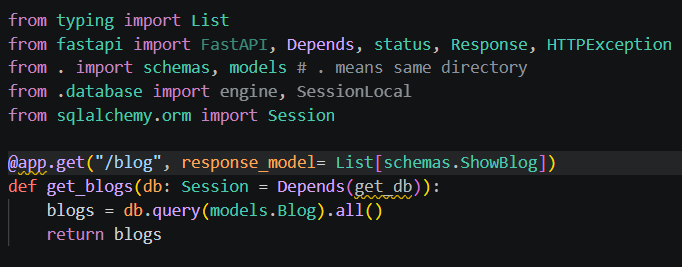 from typing import List
from fastapi import FastAPI, Depends, status, Response, HTTPException
from . import schemas, models # . means same directory
from .database import engine, SessionLocal
from sqlalchemy.orm import Session

@app.get("/blog", response_model= List[schemas.ShowBlog])
def get_blogs(db: Session = Depends(get_db)):
    blogs = db.query(models.Blog).all()
    return blogs